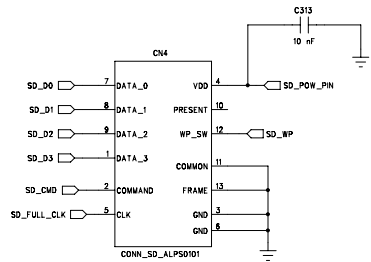 C313
10 nF
CN4
SD_D0 7 DATA_0 VDD 4 SD_POW_PIN
SD_D1 8 DATA_1 PRESENT 10
SD_D2 9 DATA_2 WP_SW 12 SD_WP
SD_D3 1 DATA_3
COMMON 11
SD_CMD 2 COMMAND FRAME 13
SD_FULL_CLK 5 CLK GND 3
GND 6
CONN_SD_ALPS0101